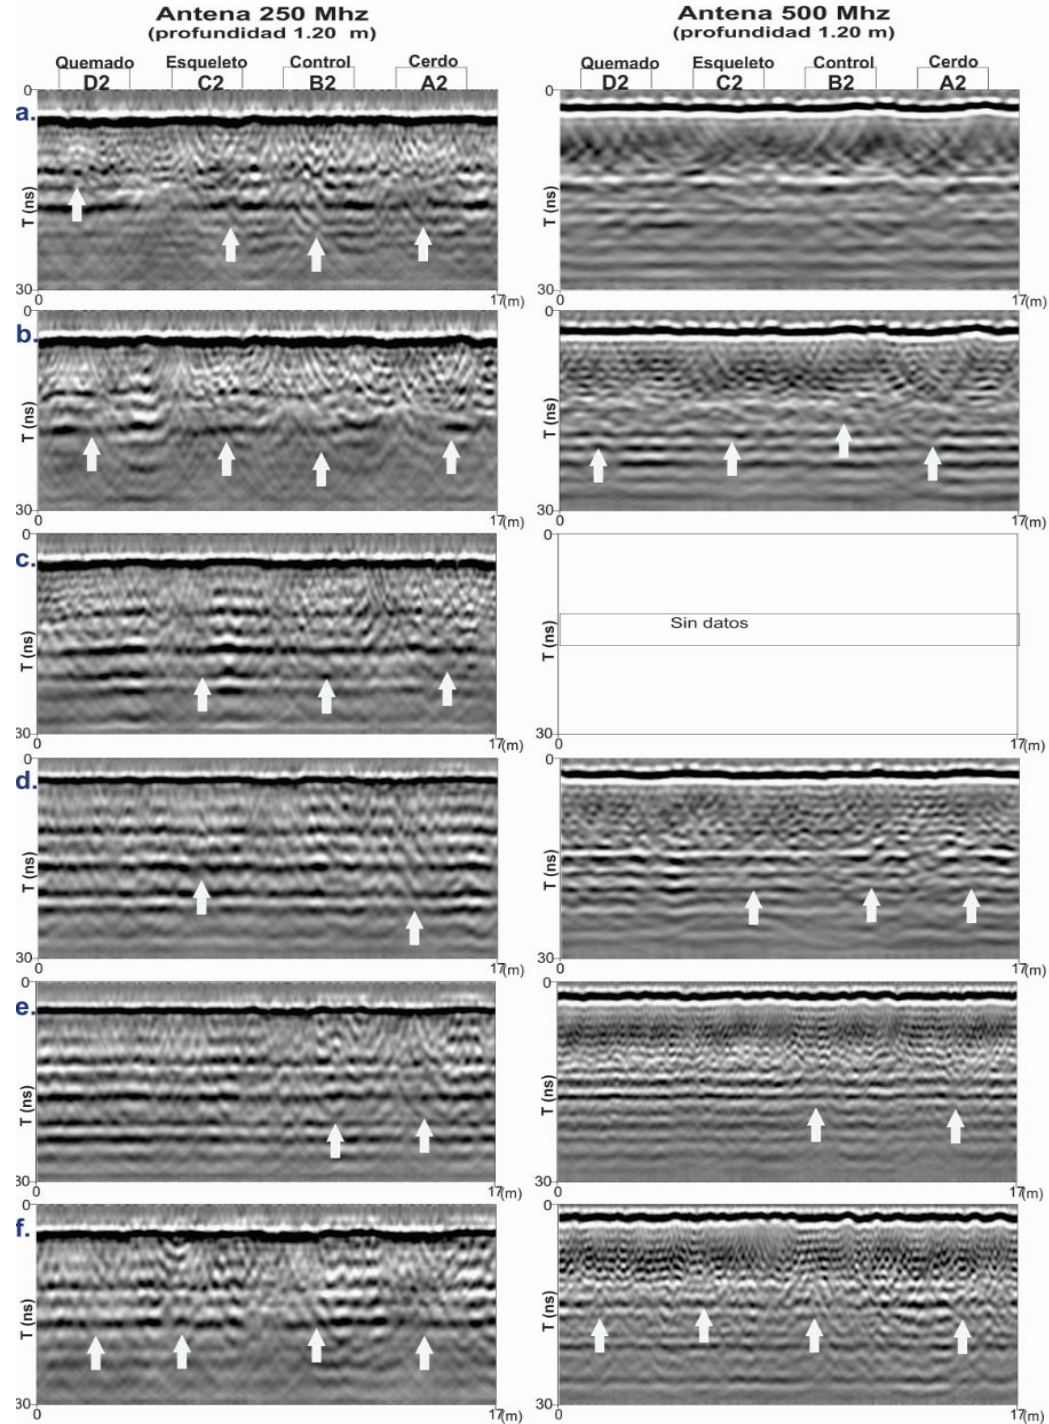 Antena 250 Mhz
(profundidad 1.20 m)
Antena 500 Mhz
(profundidad 1.20 m)
Quemado Esqueleto Control Cerdo
D2 C2 B2 A2
Quemado Esqueleto Control Cerdo
D2 C2 B2 A2
a.
0
T (ns)
30
0 17(m)
0
T (ns)
30
0 17(m)
b.
0
T (ns)
30
0 17(m)
0
T (ns)
30
0 17(m)
c.
0
T (ns)
30
0 17(m)
0
Sin datos
T (ns)
30
0 17(m)
d.
0
T (ns)
30
0 17(m)
0
T (ns)
30
0 17(m)
e.
0
T (ns)
30
0 17(m)
0
T (ns)
30
0 17(m)
f.
0
T (ns)
30
0 17(m)
0
T (ns)
30
0 17(m)